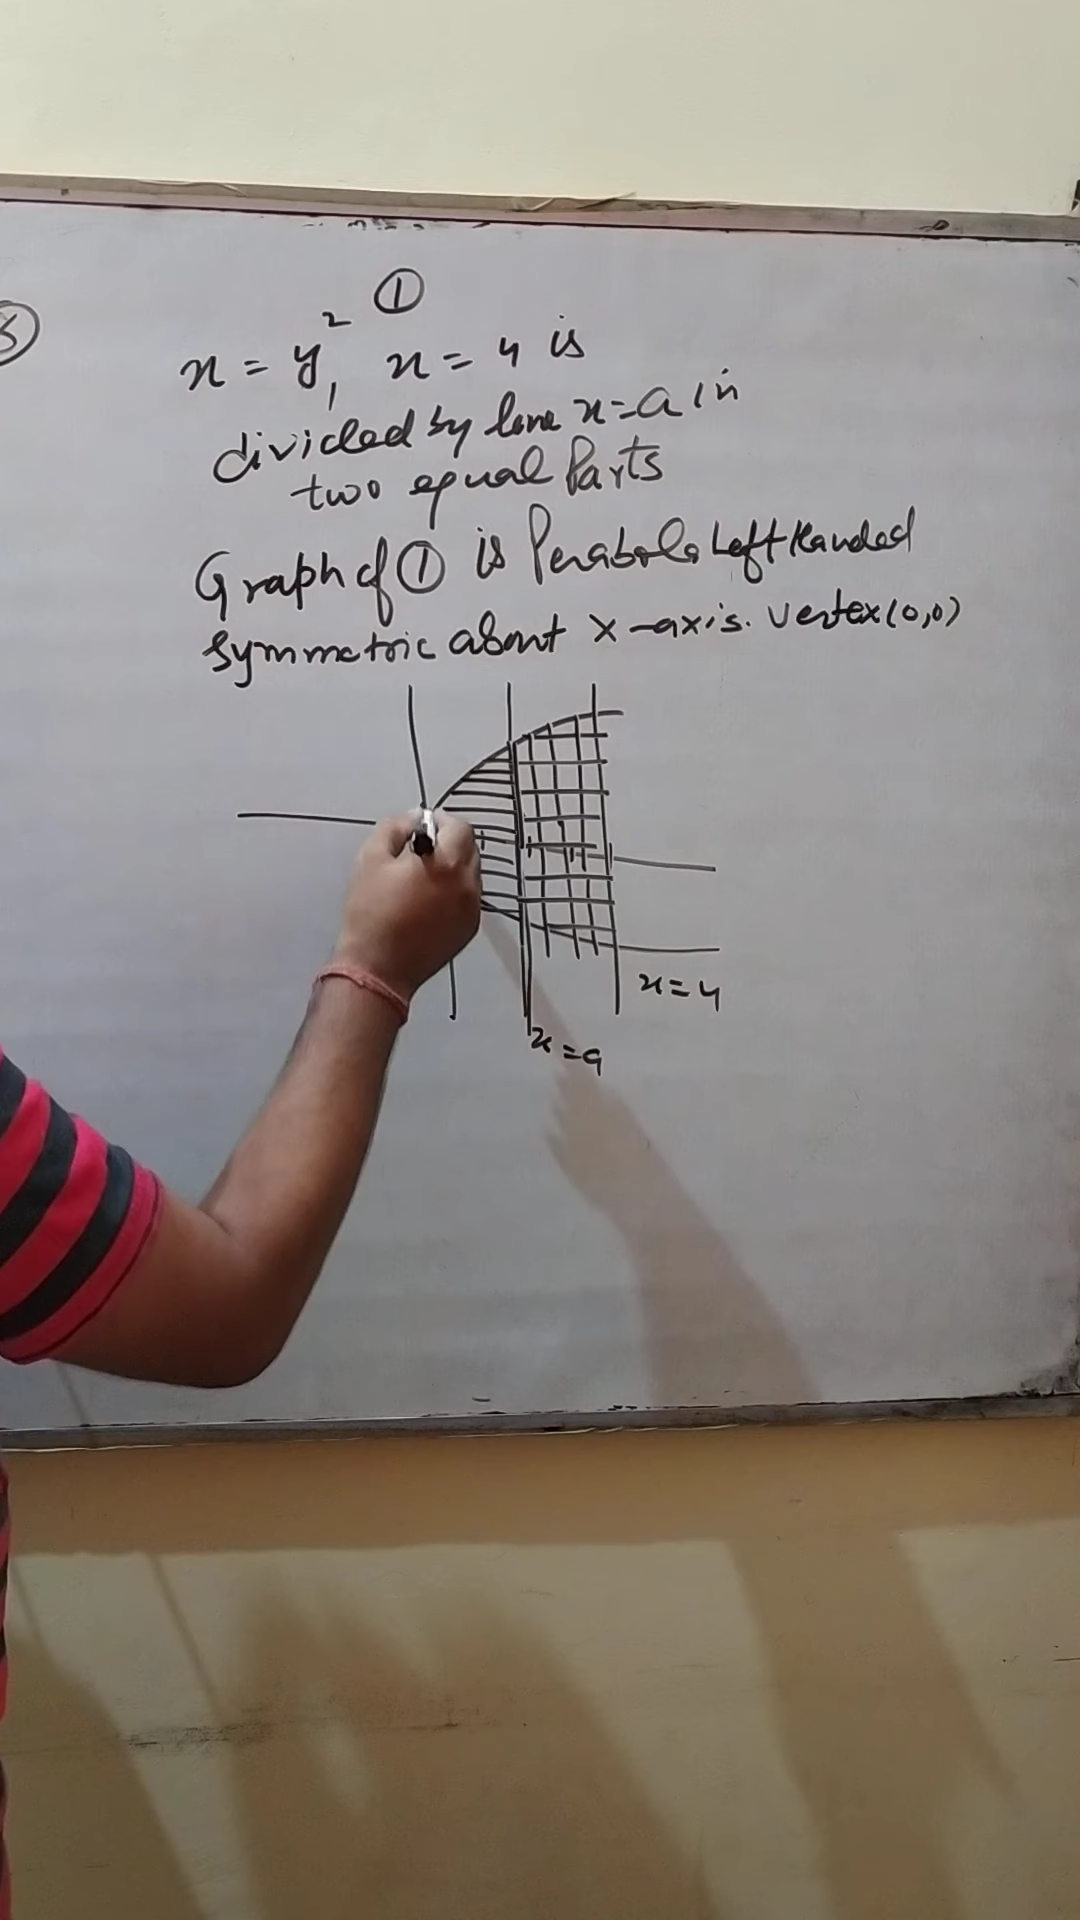 ①
x = y², x = 4 is
divided by line x=a in
two equal Parts
Graph of ① is Parabola Left Handed
Symmetric about X-axis. Vertex(0,0)
x=4
x=a